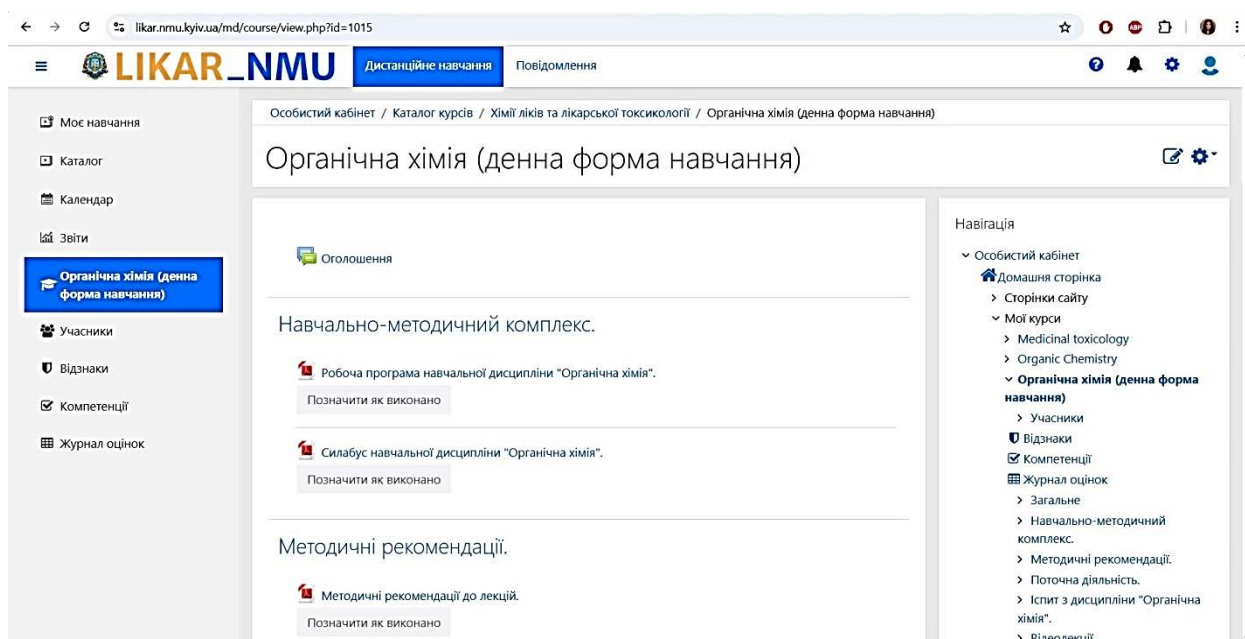 likar.nmu.kyiv.ua/md/course/view.php?id=1015
ABP
LIKAR_NMU
Дистанційне навчання
Повідомлення
Моє навчання
Каталог
Календар
Звіти
Органічна хімія (денна
форма навчання)
Учасники
Відзнаки
Компетенції
Журнал оцінок
Особистий кабінет / Каталог курсів / Хімії ліків та лікарської токсикології / Органічна хімія (денна форма навчання)
Органічна хімія (денна форма навчання)
Оголошення
Навчально-методичний комплекс.
Робоча програма навчальної дисципліни "Органічна хімія".
Позначити як виконано
Силабус навчальної дисципліни "Органічна хімія".
Позначити як виконано
Методичні рекомендації.
Методичні рекомендації до лекцій.
Позначити як виконано
Навігація
Особистий кабінет
Домашня сторінка
Сторінки сайту
Мої курси
Medicinal toxicology
Organic Chemistry
Органічна хімія (денна форма
навчання)
Учасники
Відзнаки
Компетенції
Журнал оцінок
Загальне
Навчально-методичний
комплекс.
Методичні рекомендації.
Поточна діяльність.
Іспит з дисципліни "Органічна
хімія".
Відеолекції